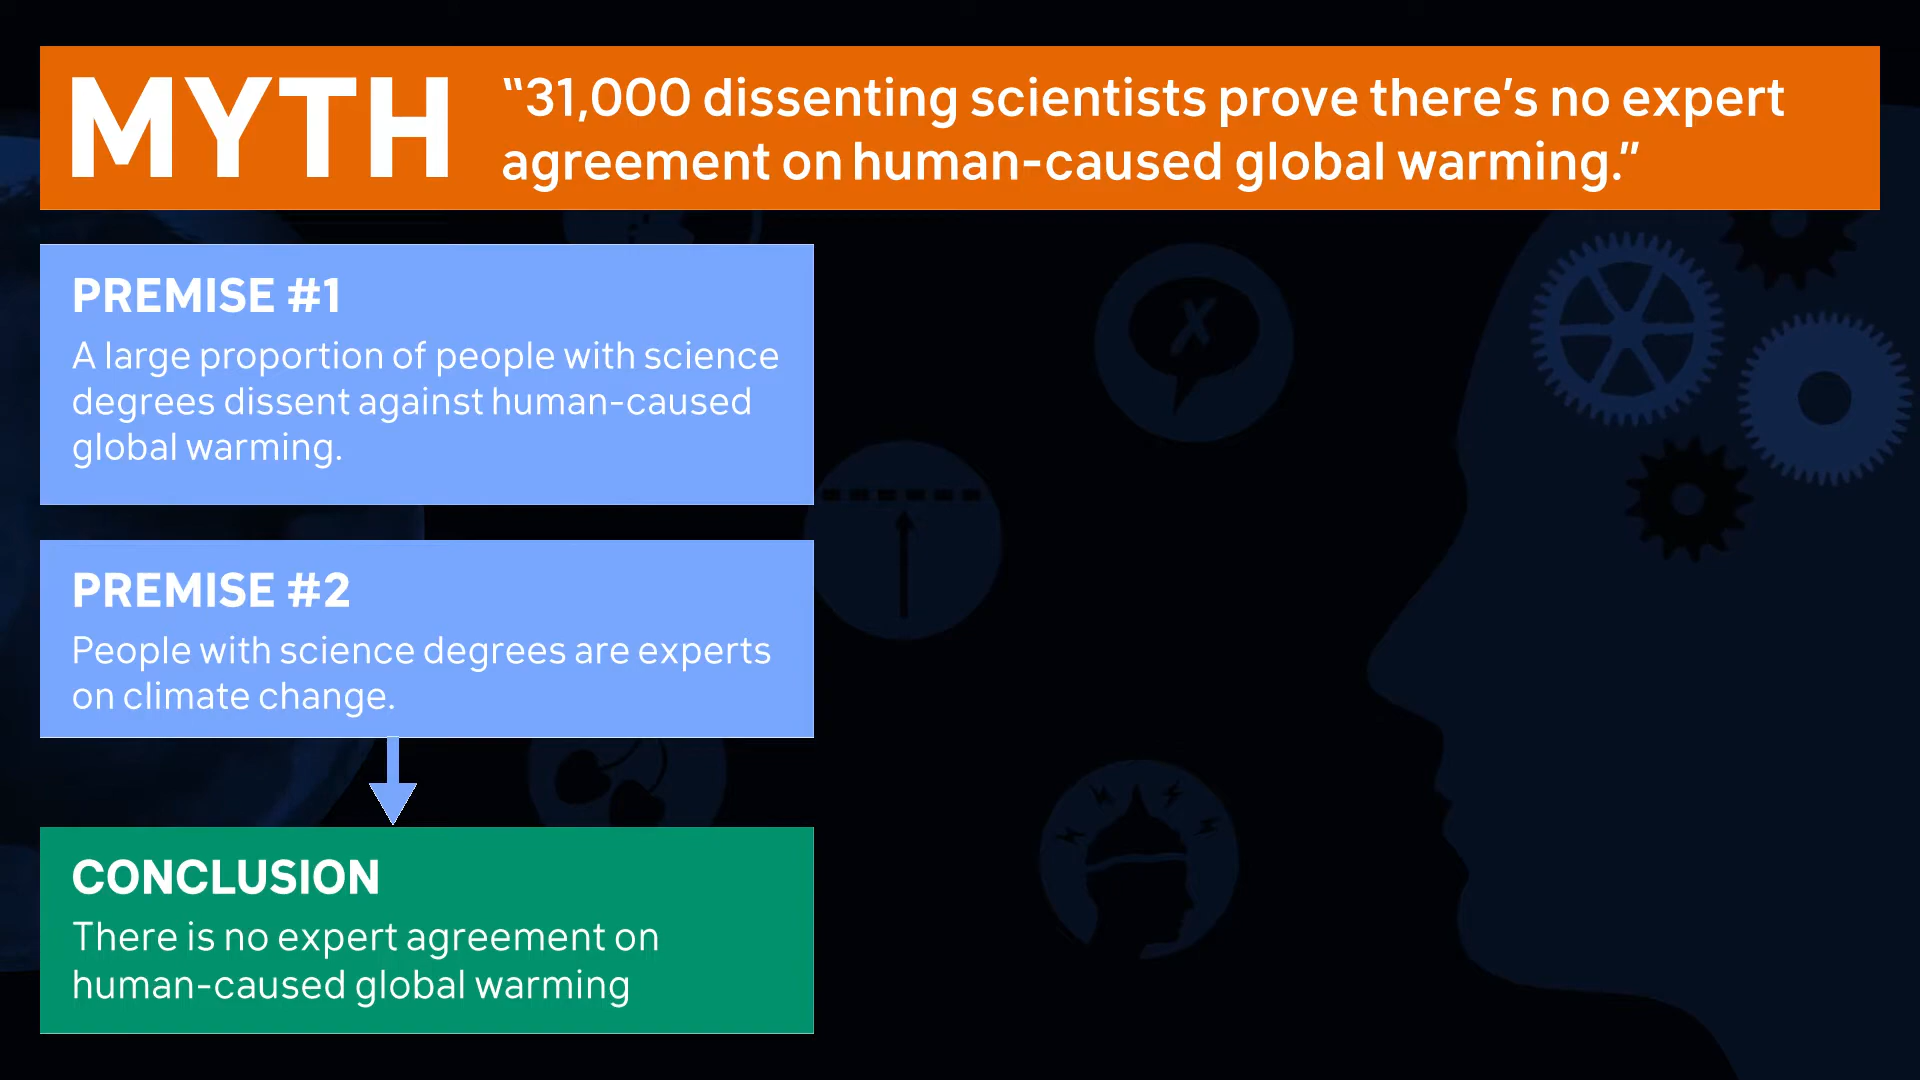 MYTH
“31,000 dissenting scientists prove there’s no expert
agreement on human-caused global warming.”
PREMISE #1
A large proportion of people with science
degrees dissent against human-caused
global warming.
PREMISE #2
People with science degrees are experts
on climate change.
CONCLUSION
There is no expert agreement on
human-caused global warming